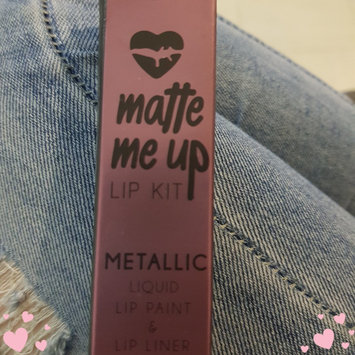 matte
me up
LIP KIT
METALLIC
LIQUID
LIP PAINT
&
LIP LINER